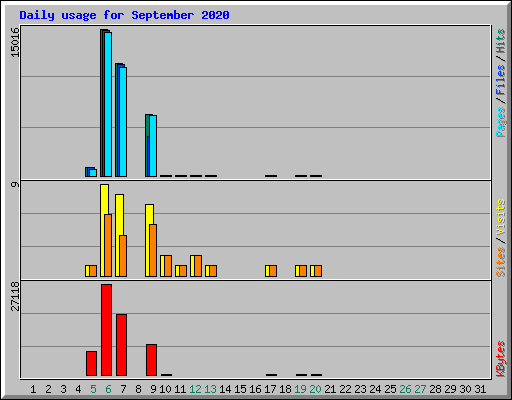 Daily usage for September 2020
15016
Pages / Files / Hits
9
Sites / Visits
27118
KBytes
1 2 3 4 5 6 7 8 9 10 11 12 13 14 15 16 17 18 19 20 21 22 23 24 25 26 27 28 29 30 31